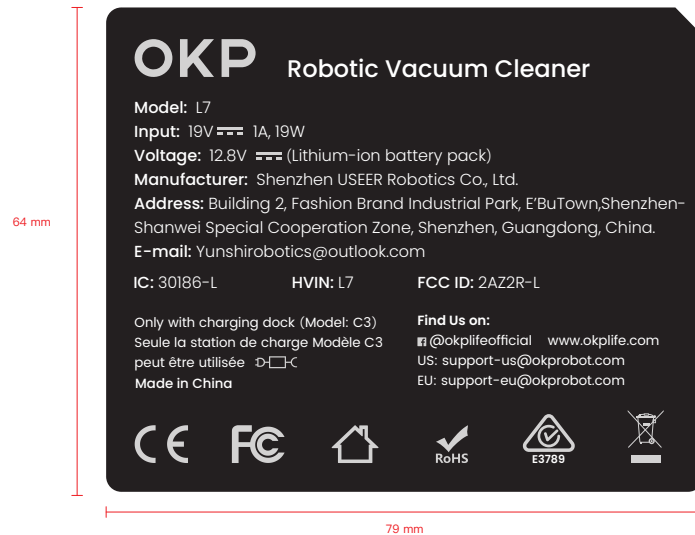 OKP Robotic Vacuum Cleaner
Model: L7
Input: 19V 1A, 19W
Voltage: 12.8V (Lithium-ion battery pack)
Manufacturer: Shenzhen USEER Robotics Co., Ltd.
Address: Building 2, Fashion Brand Industrial Park, E’BuTown,Shenzhen-
Shanwei Special Cooperation Zone, Shenzhen, Guangdong, China.
E-mail: Yunshirobotics@outlook.com
IC: 30186-L HVIN: L7 FCC ID: 2AZ2R-L
Only with charging dock (Model: C3)
Seule la station de charge Modèle C3
peut être utilisée
Made in China
Find Us on:
@okplifeofficial www.okplife.com
US: support-us@okprobot.com
EU: support-eu@okprobot.com
CE FC RoHS E3789
64 mm
79 mm